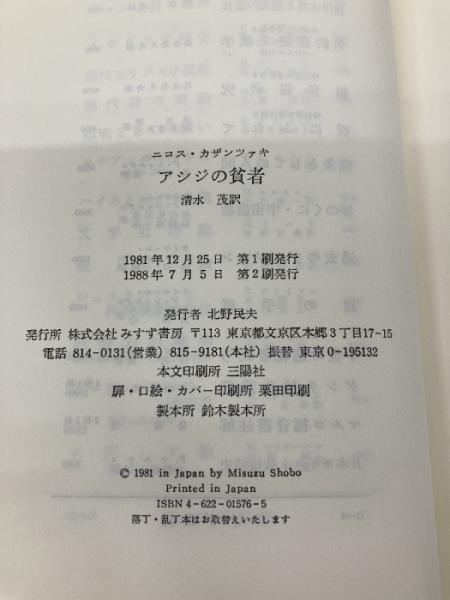 ニコス・カザンツァキ
アシジの貧者
清水 茂訳
1981年12月25日 第1刷発行
1988年7月5日 第2刷発行
発行者 北野民夫
発行所 株式会社みすず書房 〒113 東京都文京区本郷3丁目17-15
電話 814-0131(営業) 815-9181(本社) 振替 東京0-195132
本文印刷所 三陽社
扉・口絵・カバー印刷所 栗田印刷
製本所 鈴木製本所
© 1981 in Japan by Misuzu Shobo
Printed in Japan
ISBN 4-622-01576-5
落丁・乱丁本はお取替えいたします